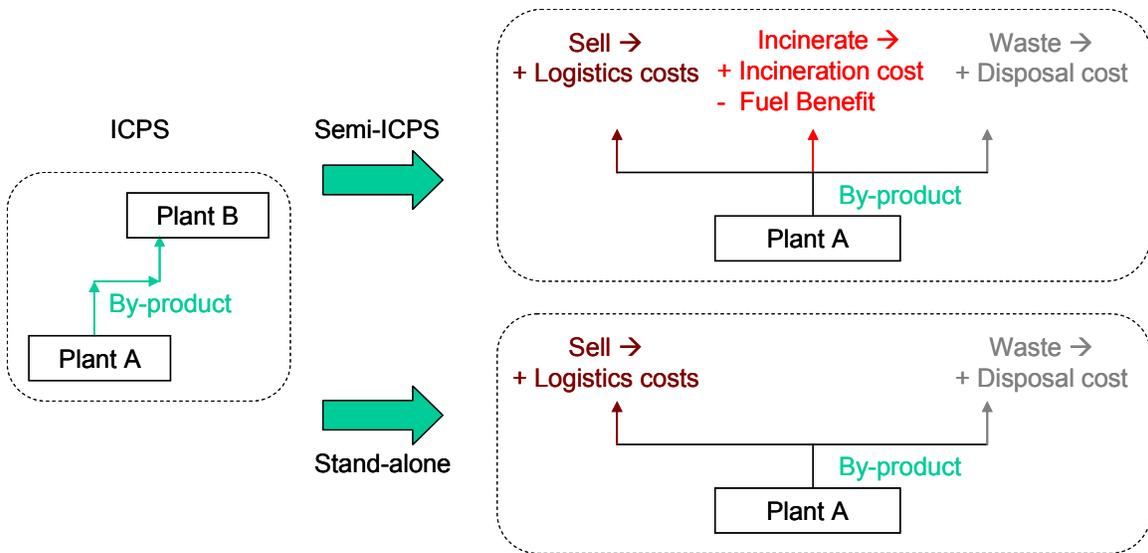 ICPS
Plant B
By-product
Plant A
Semi-ICPS
Stand-alone
Sell →
+ Logistics costs
Incinerate →
+ Incineration cost
- Fuel Benefit
Waste →
+ Disposal cost
By-product
Plant A
Sell →
+ Logistics costs
Waste →
+ Disposal cost
By-product
Plant A